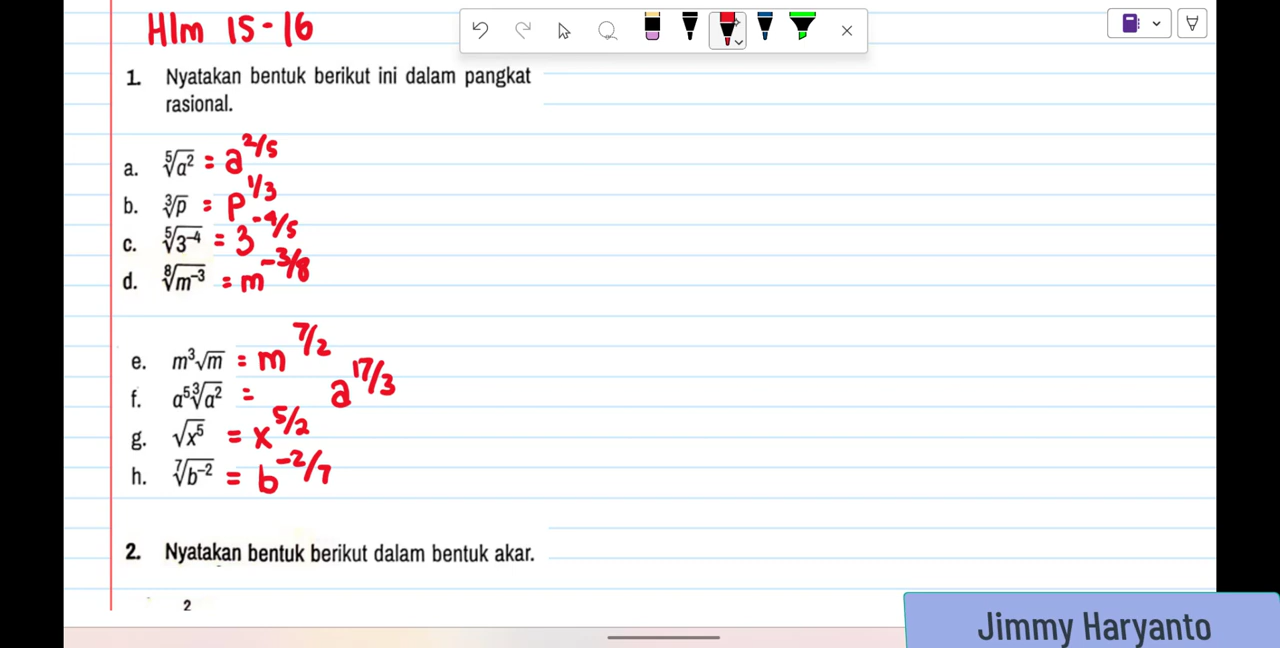 Hlm 15-16
1. Nyatakan bentuk berikut ini dalam pangkat
rasional.
a. ⁵√a² = a^2/5
b. ³√p = p^1/3
c. ⁵√3⁻⁴ = 3^-4/5
d. ⁸√m⁻³ = m^-3/8
e. m³√m = m^7/2
f. a⁵³√a² = a^17/3
g. √x⁵ = x^5/2
h. ⁷√b⁻² = b^-2/7
2. Nyatakan bentuk berikut dalam bentuk akar.
2
Jimmy Haryanto